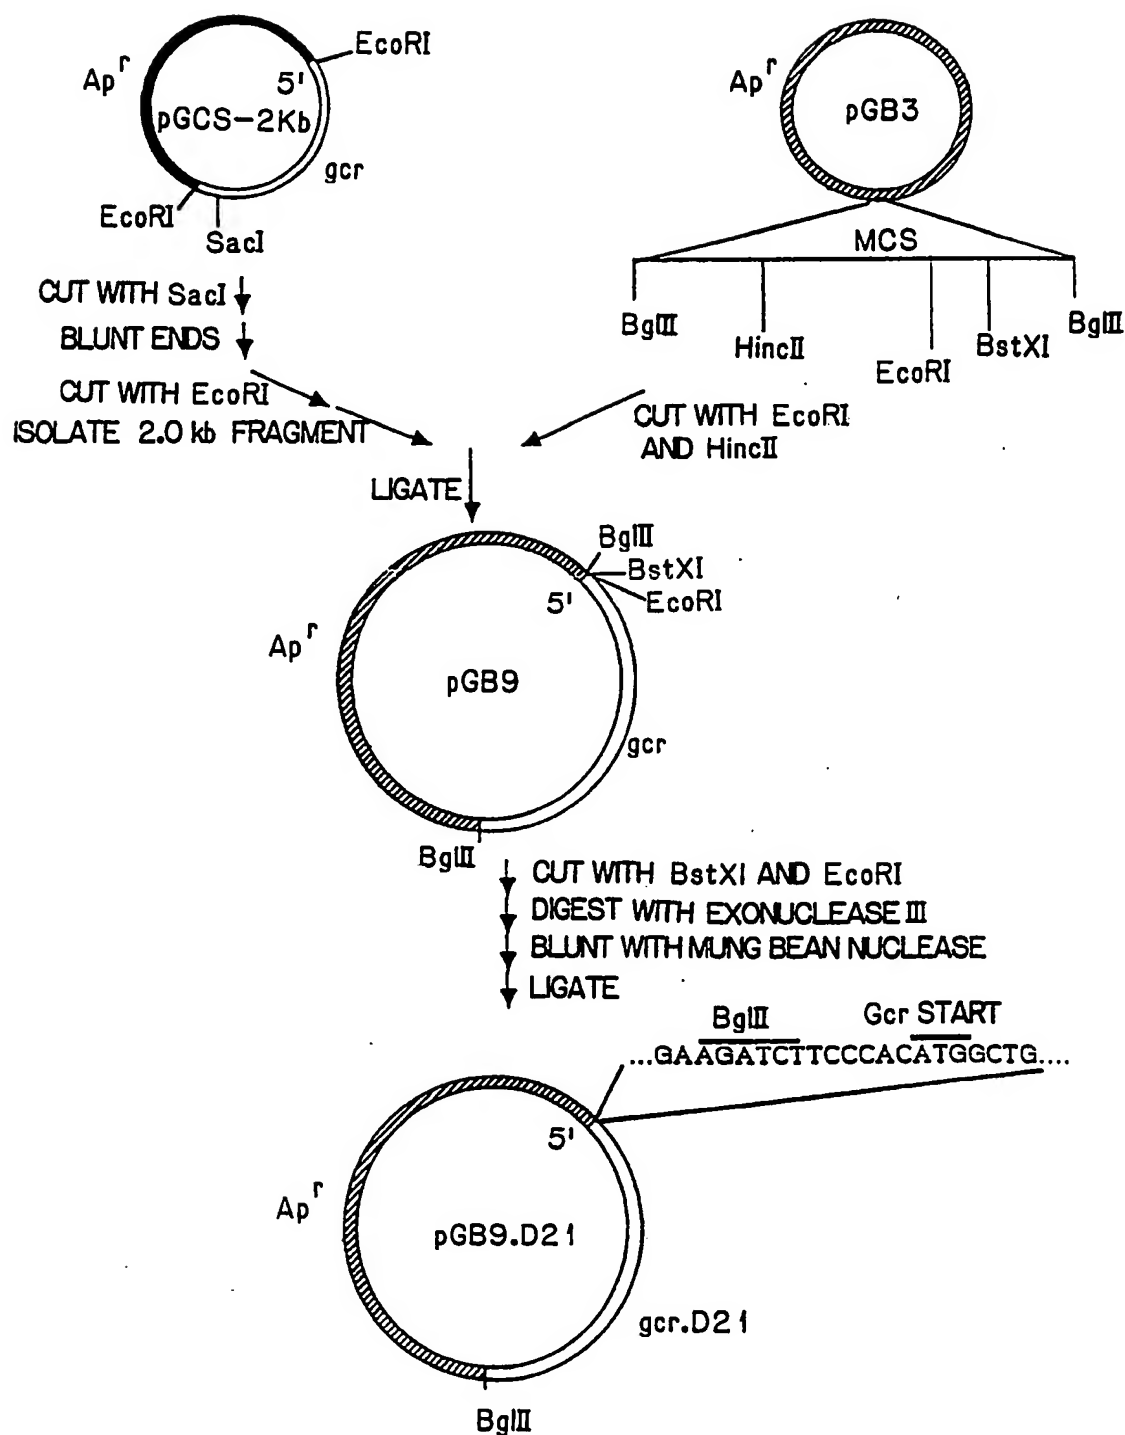 EcoRI
Ap r
5'
pGCS-2Kb
gcr
EcoRI
SacI
Ap r
pGB3
MCS
BglII
HincII
EcoRI
BstXI
BglII
CUT WITH SacI
BLUNT ENDS
CUT WITH EcoRI
ISOLATE 2.0 kb FRAGMENT
CUT WITH EcoRI
AND HincII
LIGATE
BglII
BstXI
EcoRI
5'
Ap r
pGB9
gcr
BglII
CUT WITH BstXI AND EcoRI
DIGEST WITH EXONUCLEASE III
BLUNT WITH MUNG BEAN NUCLEASE
LIGATE
BglII
Gcr START
...GAAGATCTTCCCACATGGCTG....
5'
Ap r
pGB9.D21
gcr.D21
BglII